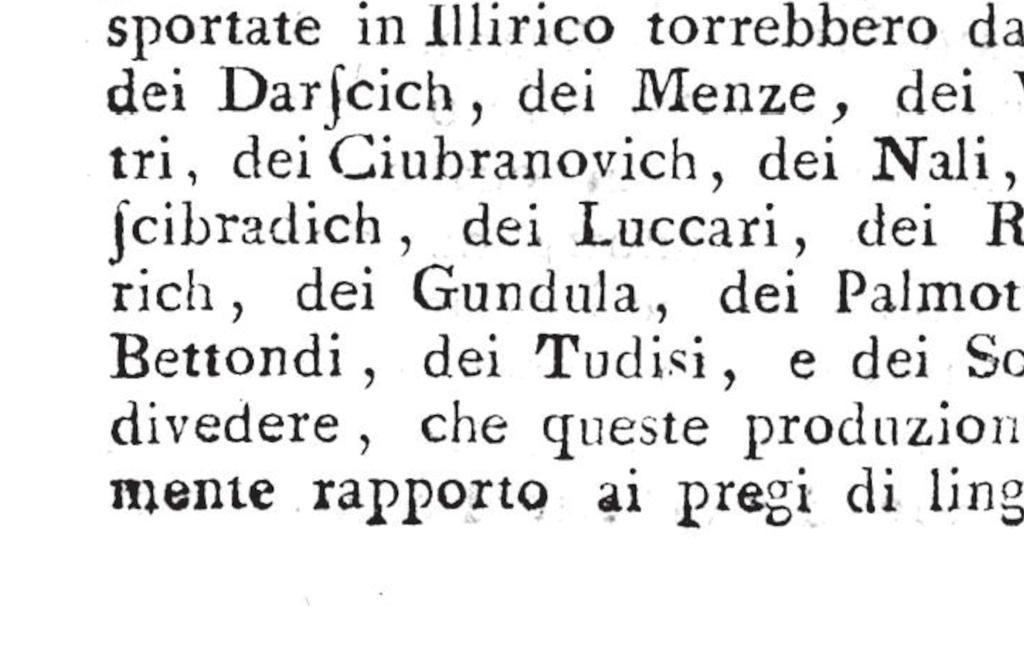 sportate in Illirico torrebbero da
dei Darſcich, dei Menze, dei
tri, dei Ciubranovich, dei Nali,
ſcibradich, dei Luccari, dei R
rich, dei Gundula, dei Palmot
Bettondi, dei Tudisi, e dei So
divedere, che queste produzion
mente rapporto ai pregi di ling